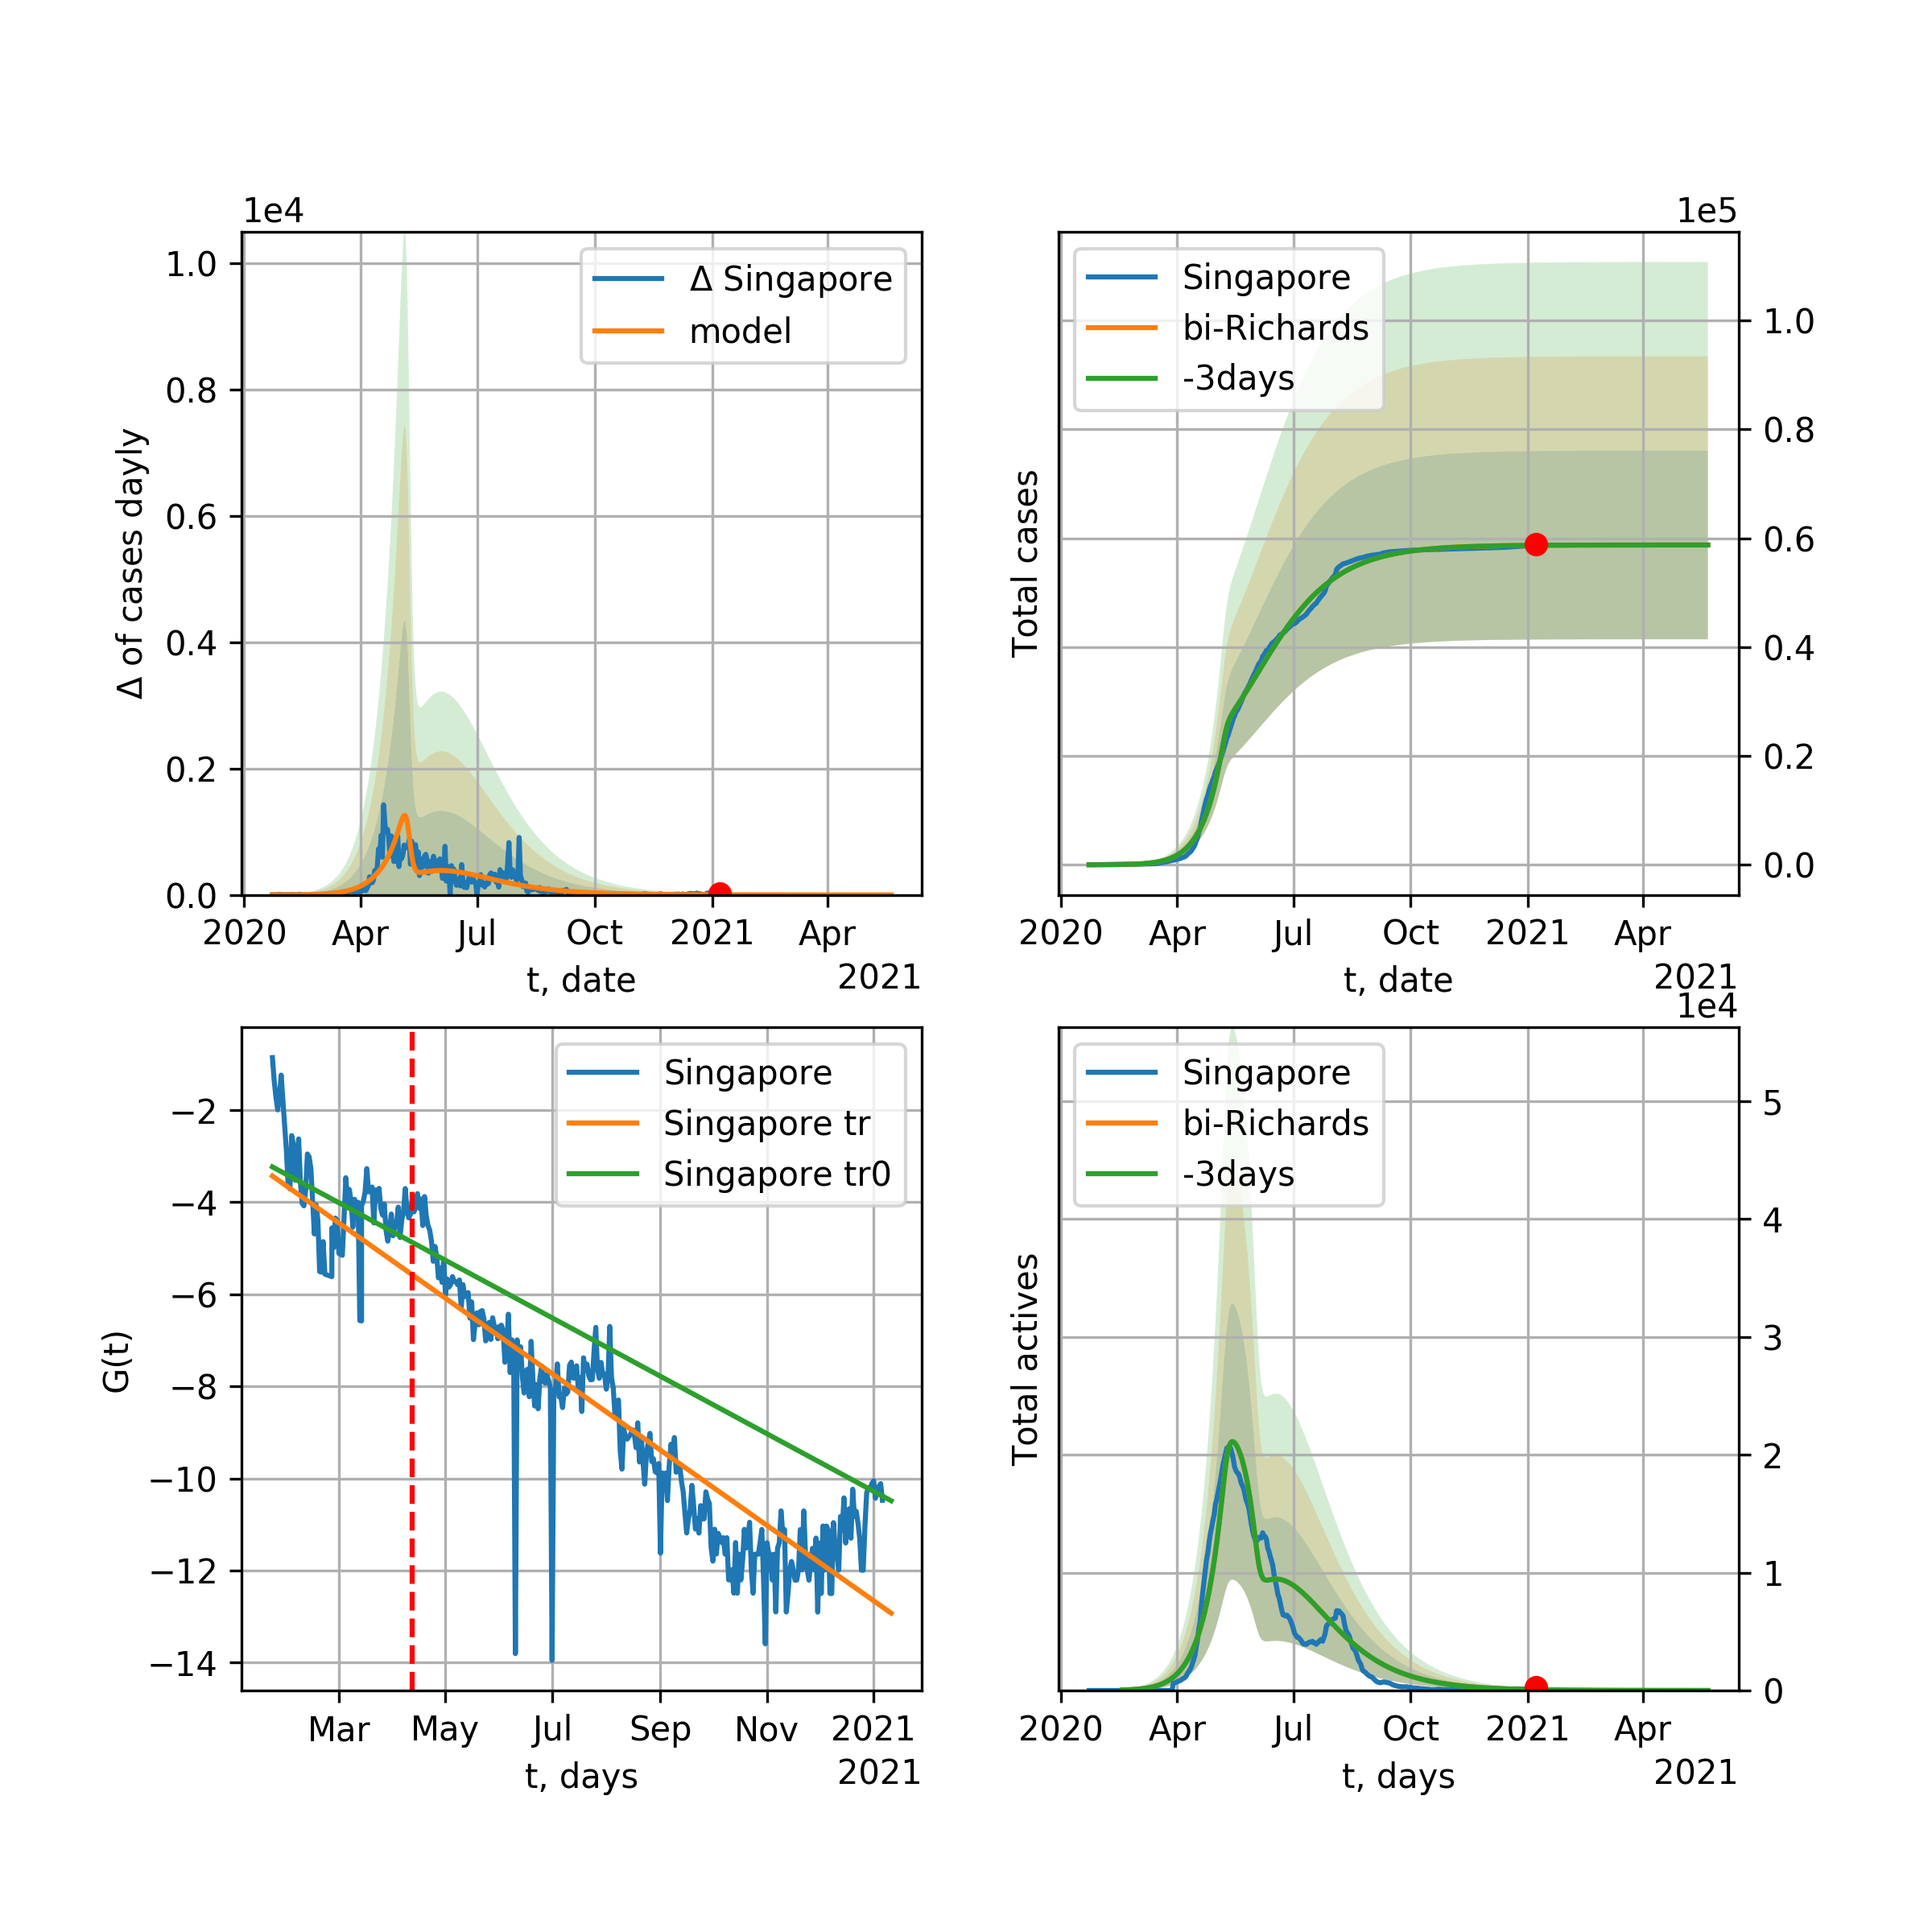 1e4
Δ of cases dayly
1.0
0.8
0.6
0.4
0.2
0.0
Δ Singapore
model
2020 Apr Jul Oct 2021 Apr
t, date
2021
1e5
Total cases
Singapore
bi-Richards
-3days
1.0
0.8
0.6
0.4
0.2
0.0
2020 Apr Jul Oct 2021 Apr
t, date
2021
G(t)
−2
−4
−6
−8
−10
−12
−14
Singapore
Singapore tr
Singapore tr0
Mar May Jul Sep Nov 2021
t, days
2021
1e4
Total actives
Singapore
bi-Richards
-3days
5
4
3
2
1
0
2020 Apr Jul Oct 2021 Apr
t, days
2021